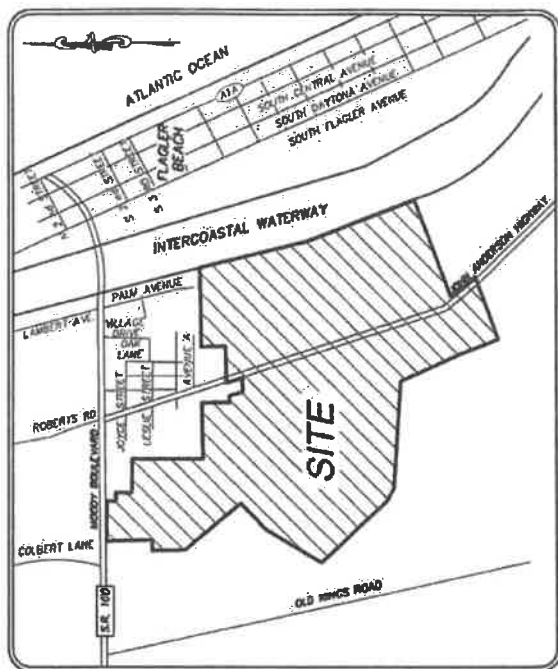 ATLANTIC OCEAN
A1A
SOUTH CENTRAL AVENUE
SOUTH DAYTONA AVENUE
SOUTH FLAGLER AVENUE
FLAGLER
BEACH
INTERCOASTAL WATERWAY
JOHN ANDERSON HIGHWAY
PALM AVENUE
LAMBERT AVE.
VILLAGE
DRIVE
OAK
LANE
AVENUE A
JOYCE STREET
LESLIE STREET
ROBERTS RD
MOODY BOULEVARD
SITE
COLBERT LANE
OLD KINGS ROAD
S.R. 100